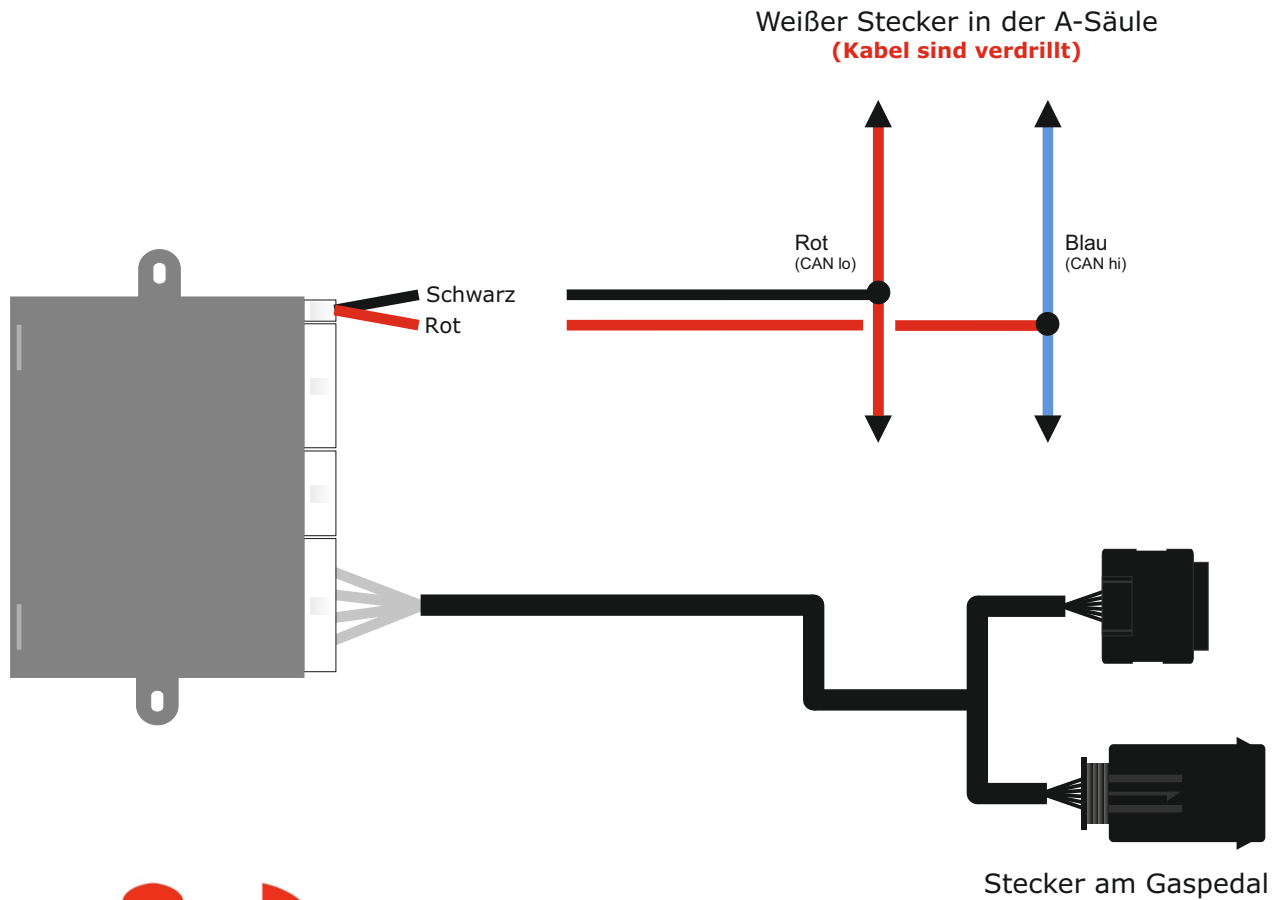 Weißer Stecker in der A-Säule
(Kabel sind verdrillt)
Rot
(CAN lo)
Blau
(CAN hi)
Schwarz
Rot
Stecker am Gaspedal